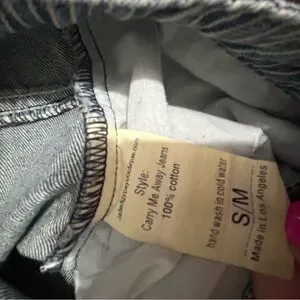 Style:
Carry Me Away Jeans
100% cotton
hand wash in cold water
S/M
Made in Los Angeles